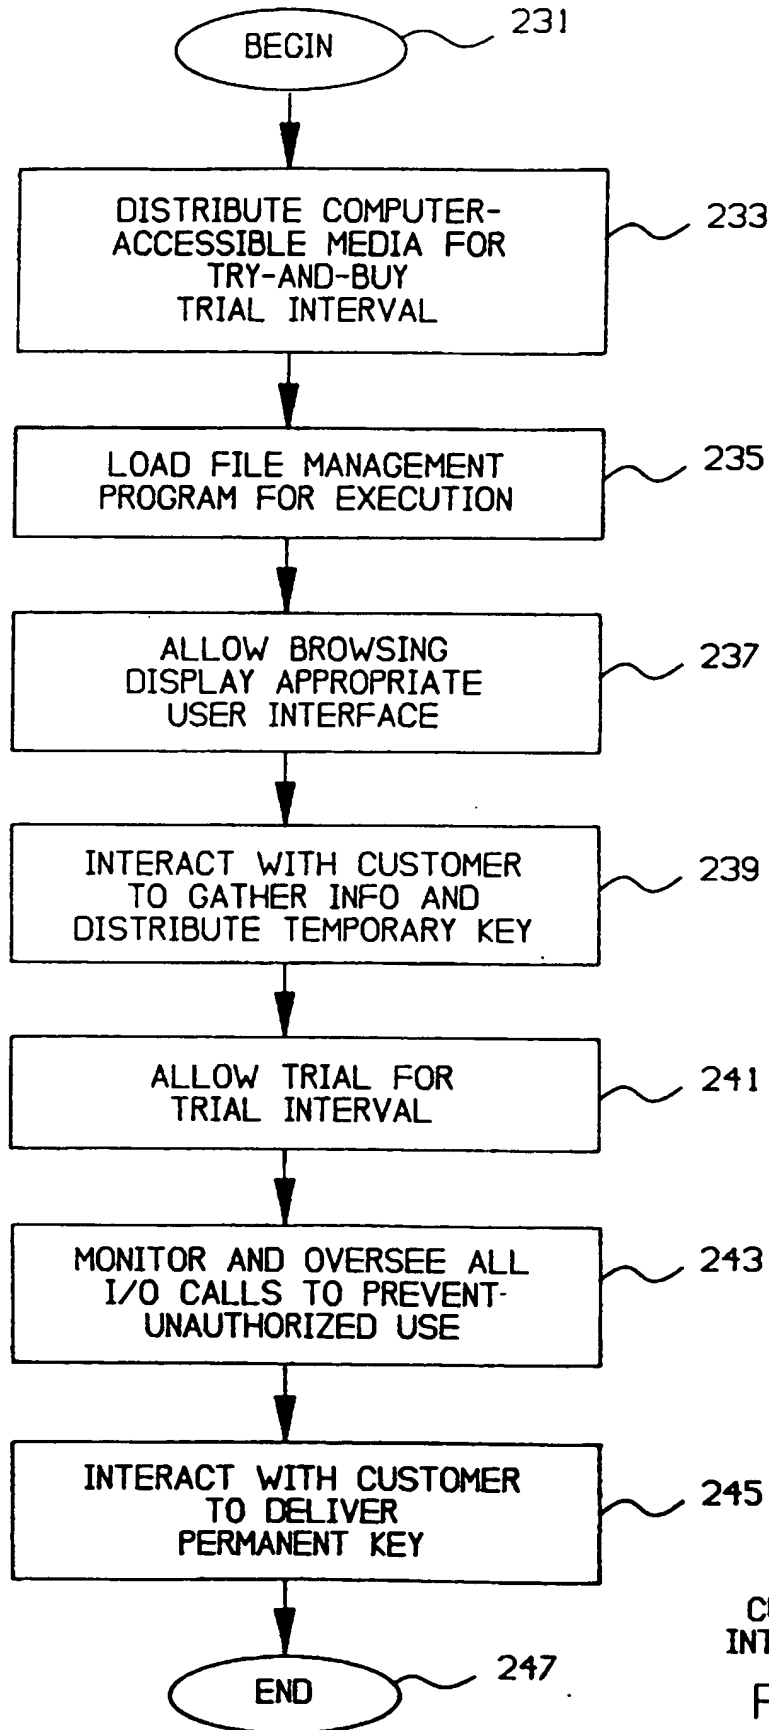 BEGIN
231
DISTRIBUTE COMPUTER-
ACCESSIBLE MEDIA FOR
TRY-AND-BUY
TRIAL INTERVAL
233
LOAD FILE MANAGEMENT
PROGRAM FOR EXECUTION
235
ALLOW BROWSING
DISPLAY APPROPRIATE
USER INTERFACE
237
INTERACT WITH CUSTOMER
TO GATHER INFO AND
DISTRIBUTE TEMPORARY KEY
239
ALLOW TRIAL FOR
TRIAL INTERVAL
241
MONITOR AND OVERSEE ALL
I/O CALLS TO PREVENT-
UNAUTHORIZED USE
243
INTERACT WITH CUSTOMER
TO DELIVER
PERMANENT KEY
245
END
247